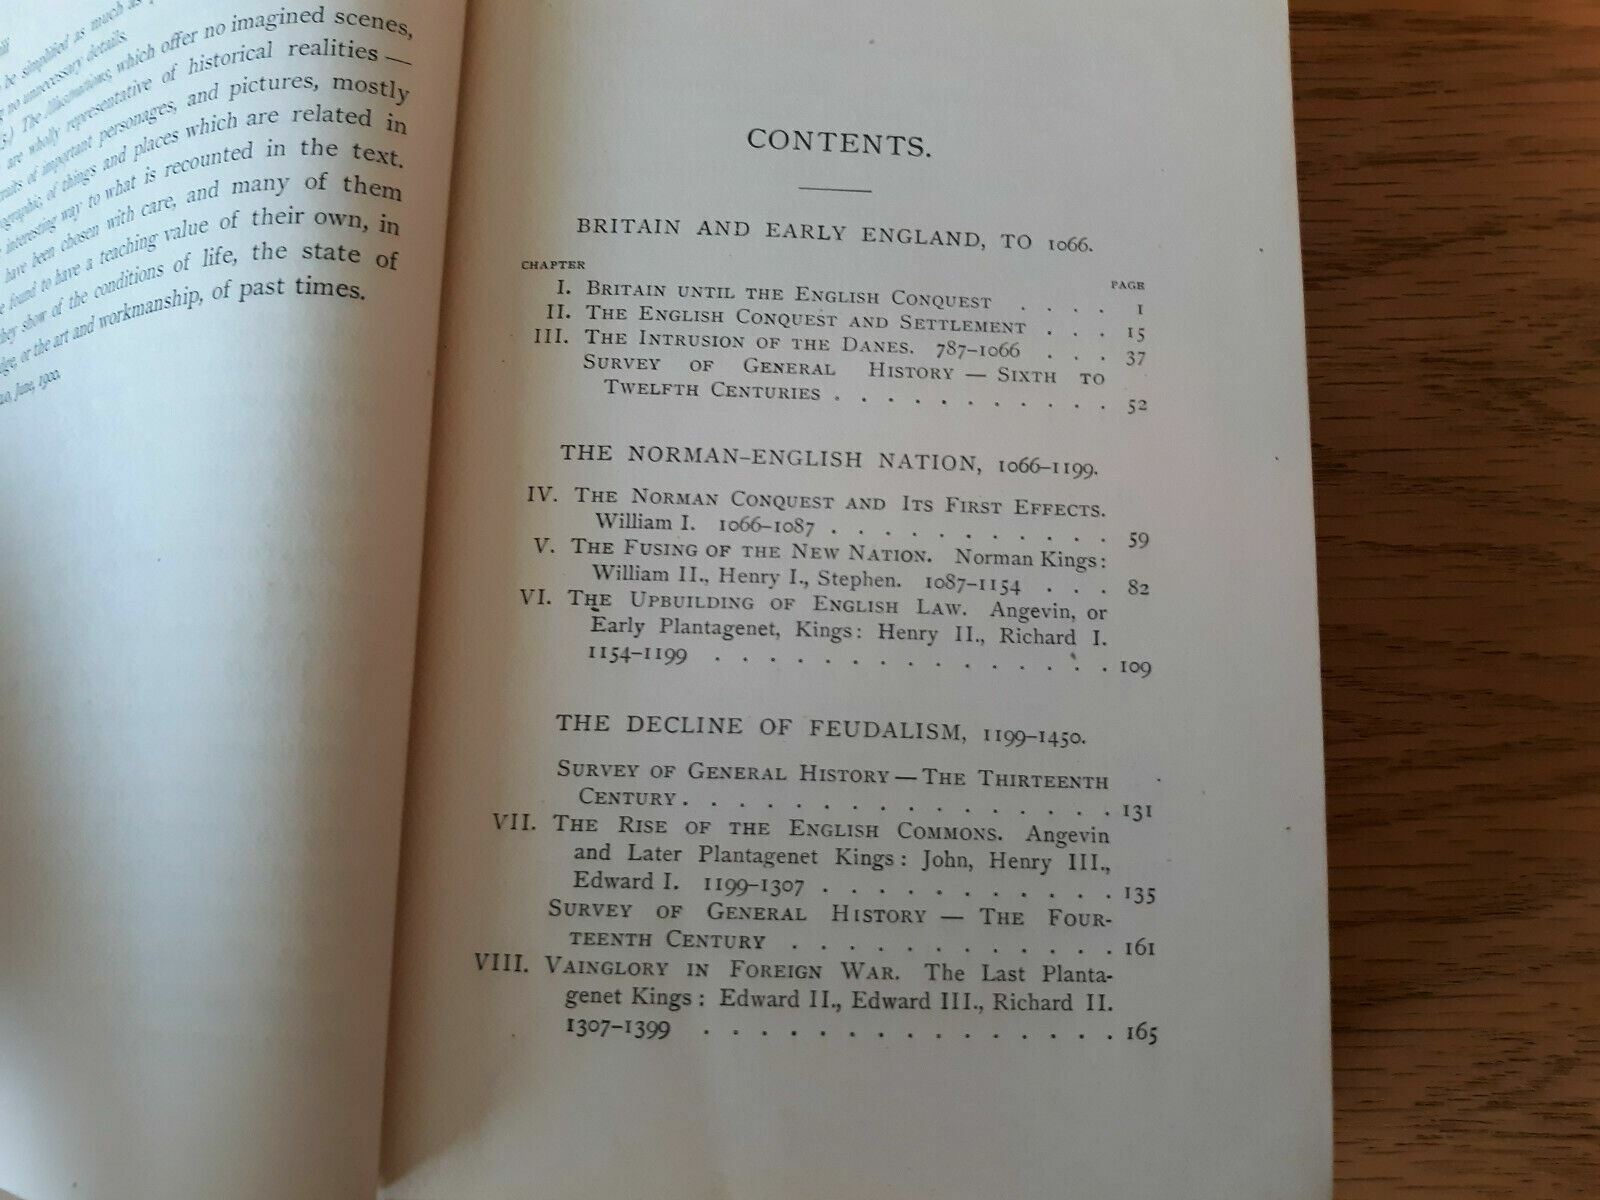 be simplified as much as
no unnecessary details.
The illustrations, which offer no imagined scenes,
are wholly representative of historical realities —
of important personages, and pictures, mostly
of things and places which are related in
interesting way to what is recounted in the text.
have been chosen with care, and many of them
found to have a teaching value of their own, in
they show of the conditions of life, the state of
or the art and workmanship, of past times.
June, 1900.
CONTENTS.
BRITAIN AND EARLY ENGLAND, TO 1066.
CHAPTER PAGE
I. BRITAIN UNTIL THE ENGLISH CONQUEST . . . . 1
II. THE ENGLISH CONQUEST AND SETTLEMENT . . . 15
III. THE INTRUSION OF THE DANES. 787–1066 . . . 37
SURVEY OF GENERAL HISTORY — SIXTH TO
TWELFTH CENTURIES . . . . . . . . . . . 52
THE NORMAN–ENGLISH NATION, 1066–1199.
IV. THE NORMAN CONQUEST AND ITS FIRST EFFECTS.
William I. 1066–1087 . . . . . . . . . . . 59
V. THE FUSING OF THE NEW NATION. Norman Kings:
William II., Henry I., Stephen. 1087–1154 . . . 82
VI. THE UPBUILDING OF ENGLISH LAW. Angevin, or
Early Plantagenet, Kings: Henry II., Richard I.
1154–1199 . . . . . . . . . . . . . . . 109
THE DECLINE OF FEUDALISM, 1199–1450.
SURVEY OF GENERAL HISTORY — THE THIRTEENTH
CENTURY . . . . . . . . . . . . . . . . 131
VII. THE RISE OF THE ENGLISH COMMONS. Angevin
and Later Plantagenet Kings: John, Henry III.,
Edward I. 1199–1307 . . . . . . . . . . . 135
SURVEY OF GENERAL HISTORY — THE FOUR-
TEENTH CENTURY . . . . . . . . . . . . 161
VIII. VAINGLORY IN FOREIGN WAR. The Last Planta-
genet Kings: Edward II., Edward III., Richard II.
1307–1399 . . . . . . . . . . . . . . . 165